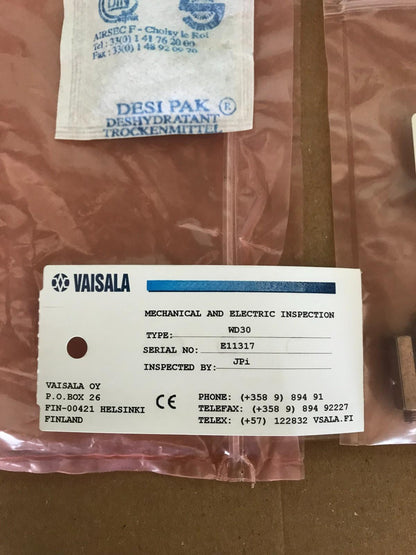 DIN
AIRSEC F - Choisy le Roi
Tel : 33(0) 1 41 76 20 00
Fax : 33(0) 1 48 92 09 76
DESI PAK ®
DESHYDRATANT
TROCKENMITTEL
VAISALA
MECHANICAL AND ELECTRIC INSPECTION
TYPE: WD30
SERIAL NO: E11317
INSPECTED BY: JPi
VAISALA OY
P.O.BOX 26
FIN-00421 HELSINKI
FINLAND
CE
PHONE: (+358 9) 894 91
TELEFAX: (+358 9) 894 92227
TELEX: (+57) 122832 VSALA.FI